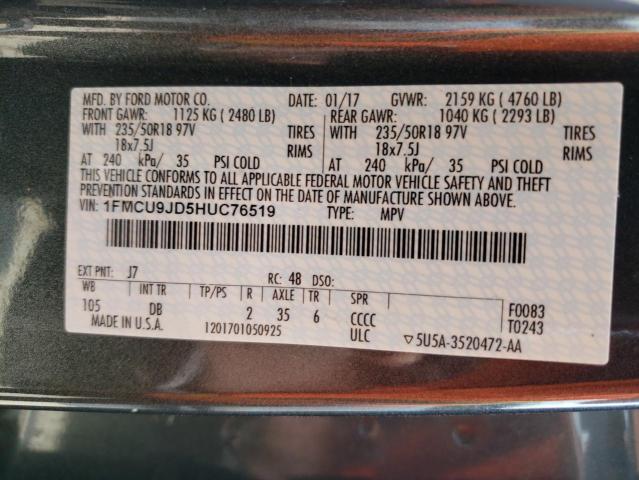 MFD. BY FORD MOTOR CO. DATE: 01/17 GVWR: 2159 KG ( 4760 LB)
FRONT GAWR: 1125 KG ( 2480 LB) REAR GAWR: 1040 KG ( 2293 LB)
WITH 235/50R18 97V TIRES WITH 235/50R18 97V TIRES
18x7.5J RIMS 18x7.5J RIMS
AT 240 kPa/ 35 PSI COLD AT 240 kPa/ 35 PSI COLD
THIS VEHICLE CONFORMS TO ALL APPLICABLE FEDERAL MOTOR VEHICLE SAFETY AND THEFT
PREVENTION STANDARDS IN EFFECT ON THE DATE OF MANUFACTURE SHOWN ABOVE.
VIN: 1FMCU9JD5HUC76519 TYPE: MPV
EXT PNT: J7 RC: 48 DSO:
WB INT TR TP/PS R AXLE TR SPR F0083
105 DB 2 35 6 CCCC T0243
MADE IN U.S.A. 1201701050925 ULC ▽5U5A-3520472-AA